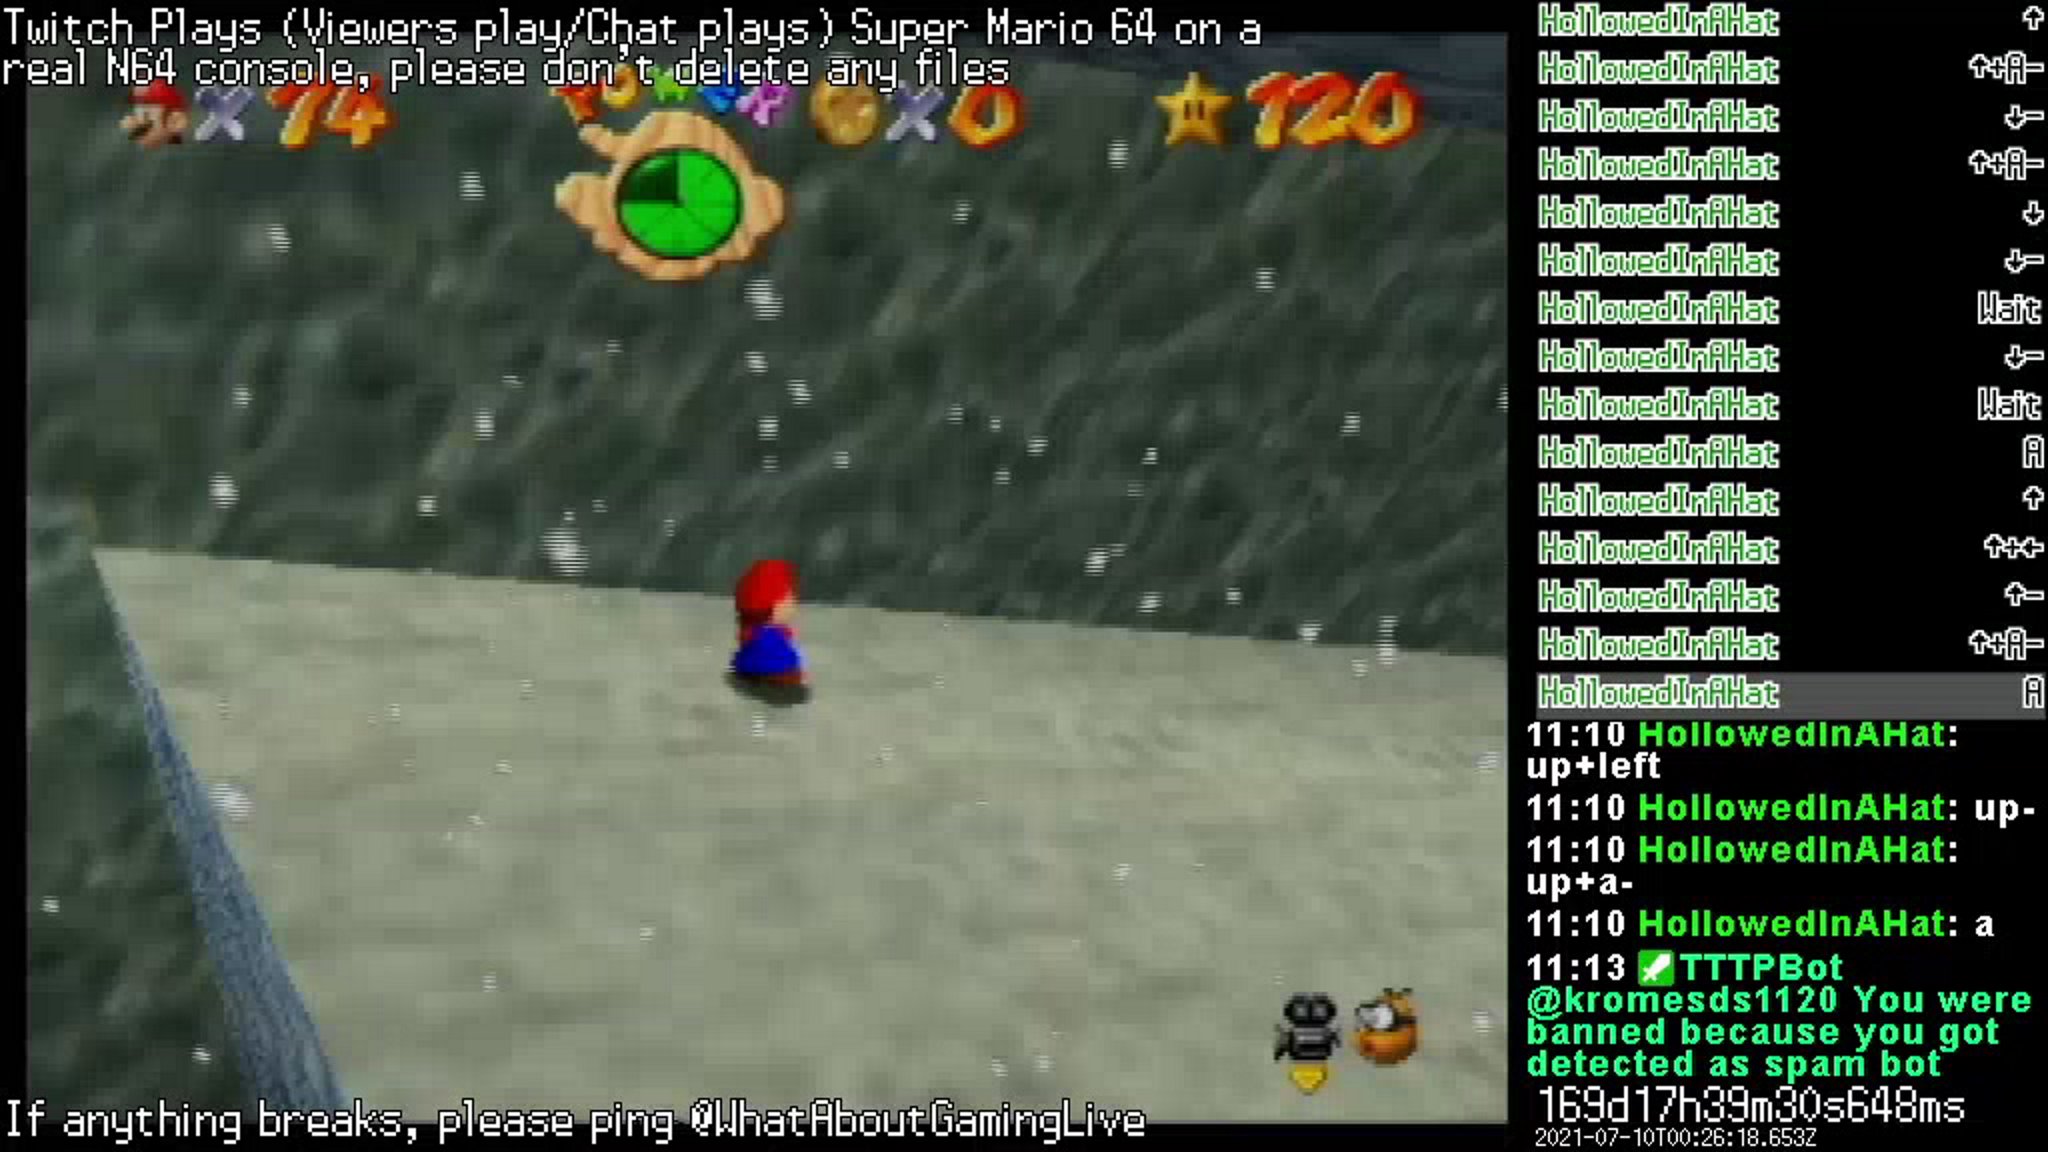 Twitch Plays (Viewers play/Chat plays) Super Mario 64 on a
real N64 console, please don't delete any files
74
POWER
0
120
HollowedInAHat ↑
HollowedInAHat ↑+A-
HollowedInAHat ↓-
HollowedInAHat ↑+A-
HollowedInAHat ↓
HollowedInAHat ↓-
HollowedInAHat Wait
HollowedInAHat ↓-
HollowedInAHat Wait
HollowedInAHat A
HollowedInAHat ↑
HollowedInAHat ↑+←
HollowedInAHat ↑-
HollowedInAHat ↑+A-
HollowedInAHat A
11:10 HollowedInAHat:
up+left
11:10 HollowedInAHat: up-
11:10 HollowedInAHat:
up+a-
11:10 HollowedInAHat: a
11:13 TTTPBot
@kromesds1120 You were
banned because you got
detected as spam bot
169d17h39m30s648ms
2021-07-10T00:26:18.653Z
If anything breaks, please ping @WhatAboutGamingLive